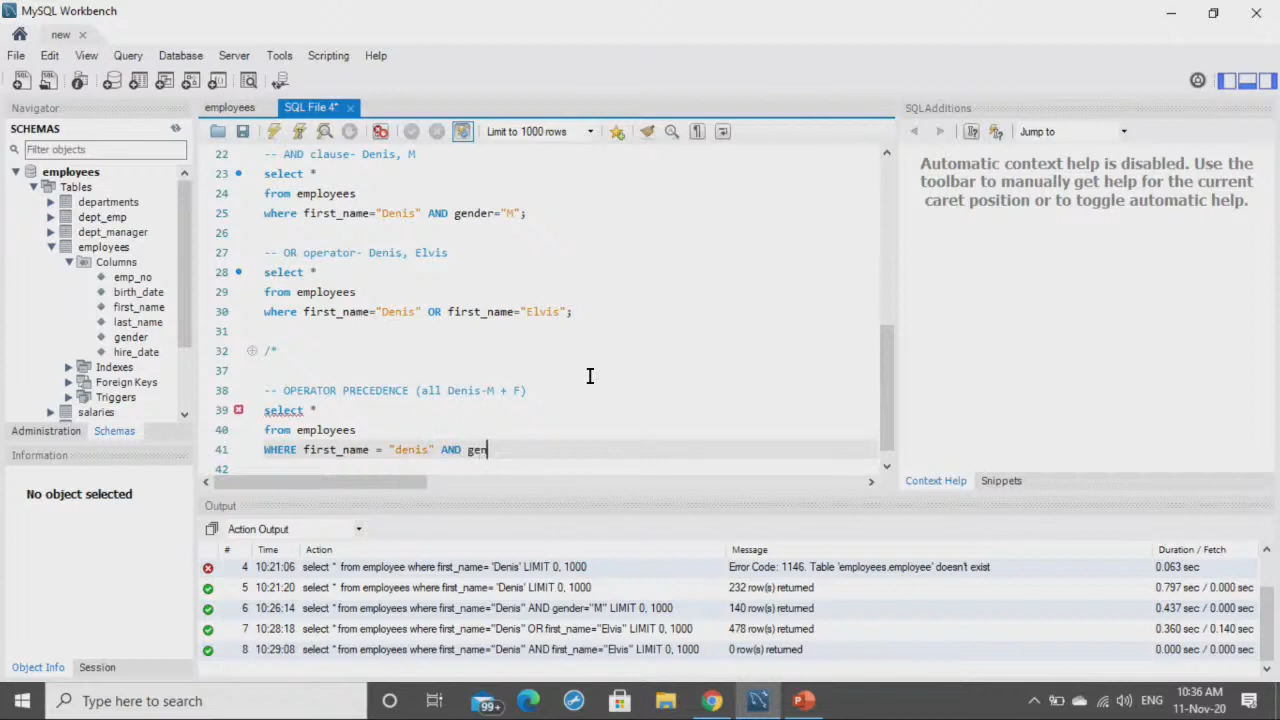 MySQL Workbench
new
File Edit View Query Database Server Tools Scripting Help
Navigator
SCHEMAS
Filter objects
employees
Tables
departments
dept_emp
dept_manager
employees
Columns
emp_no
birth_date
first_name
last_name
gender
hire_date
Indexes
Foreign Keys
Triggers
salaries
Administration Schemas
Information
No object selected
Object Info Session
employees SQL File 4*
Limit to 1000 rows
22 -- AND clause- Denis, M
23 select *
24 from employees
25 where first_name="Denis" AND gender="M";
26
27 -- OR operator- Denis, Elvis
28 select *
29 from employees
30 where first_name="Denis" OR first_name="Elvis";
31
32 /*
37
38 -- OPERATOR PRECEDENCE (all Denis-M + F)
39 select *
40 from employees
41 WHERE first_name = "denis" AND gen
42
SQLAdditions
Jump to
Automatic context help is disabled. Use the
toolbar to manually get help for the current
caret position or to toggle automatic help.
Context Help Snippets
Output
Action Output
# Time Action Message Duration / Fetch
4 10:21:06 select * from employee where first_name= 'Denis' LIMIT 0, 1000 Error Code: 1146. Table 'employees.employee' doesn't exist 0.063 sec
5 10:21:20 select * from employees where first_name= 'Denis' LIMIT 0, 1000 232 row(s) returned 0.797 sec / 0.000 sec
6 10:26:14 select * from employees where first_name="Denis" AND gender="M" LIMIT 0, 1000 140 row(s) returned 0.437 sec / 0.000 sec
7 10:28:18 select * from employees where first_name="Denis" OR first_name="Elvis" LIMIT 0, 1000 478 row(s) returned 0.360 sec / 0.140 sec
8 10:29:08 select * from employees where first_name="Denis" AND first_name="Elvis" LIMIT 0, 1000 0 row(s) returned 0.000 sec / 0.000 sec
Type here to search
99+
ENG
10:36 AM
11-Nov-20